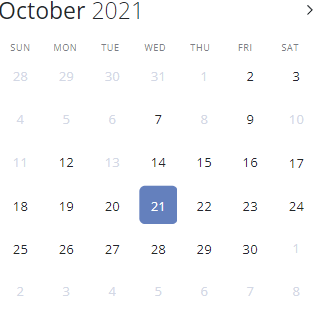 October 2021
SUN MON TUE WED THU FRI SAT
28 29 30 31 1 2 3
4 5 6 7 8 9 10
11 12 13 14 15 16 17
18 19 20 21 22 23 24
25 26 27 28 29 30 1
2 3 4 5 6 7 8